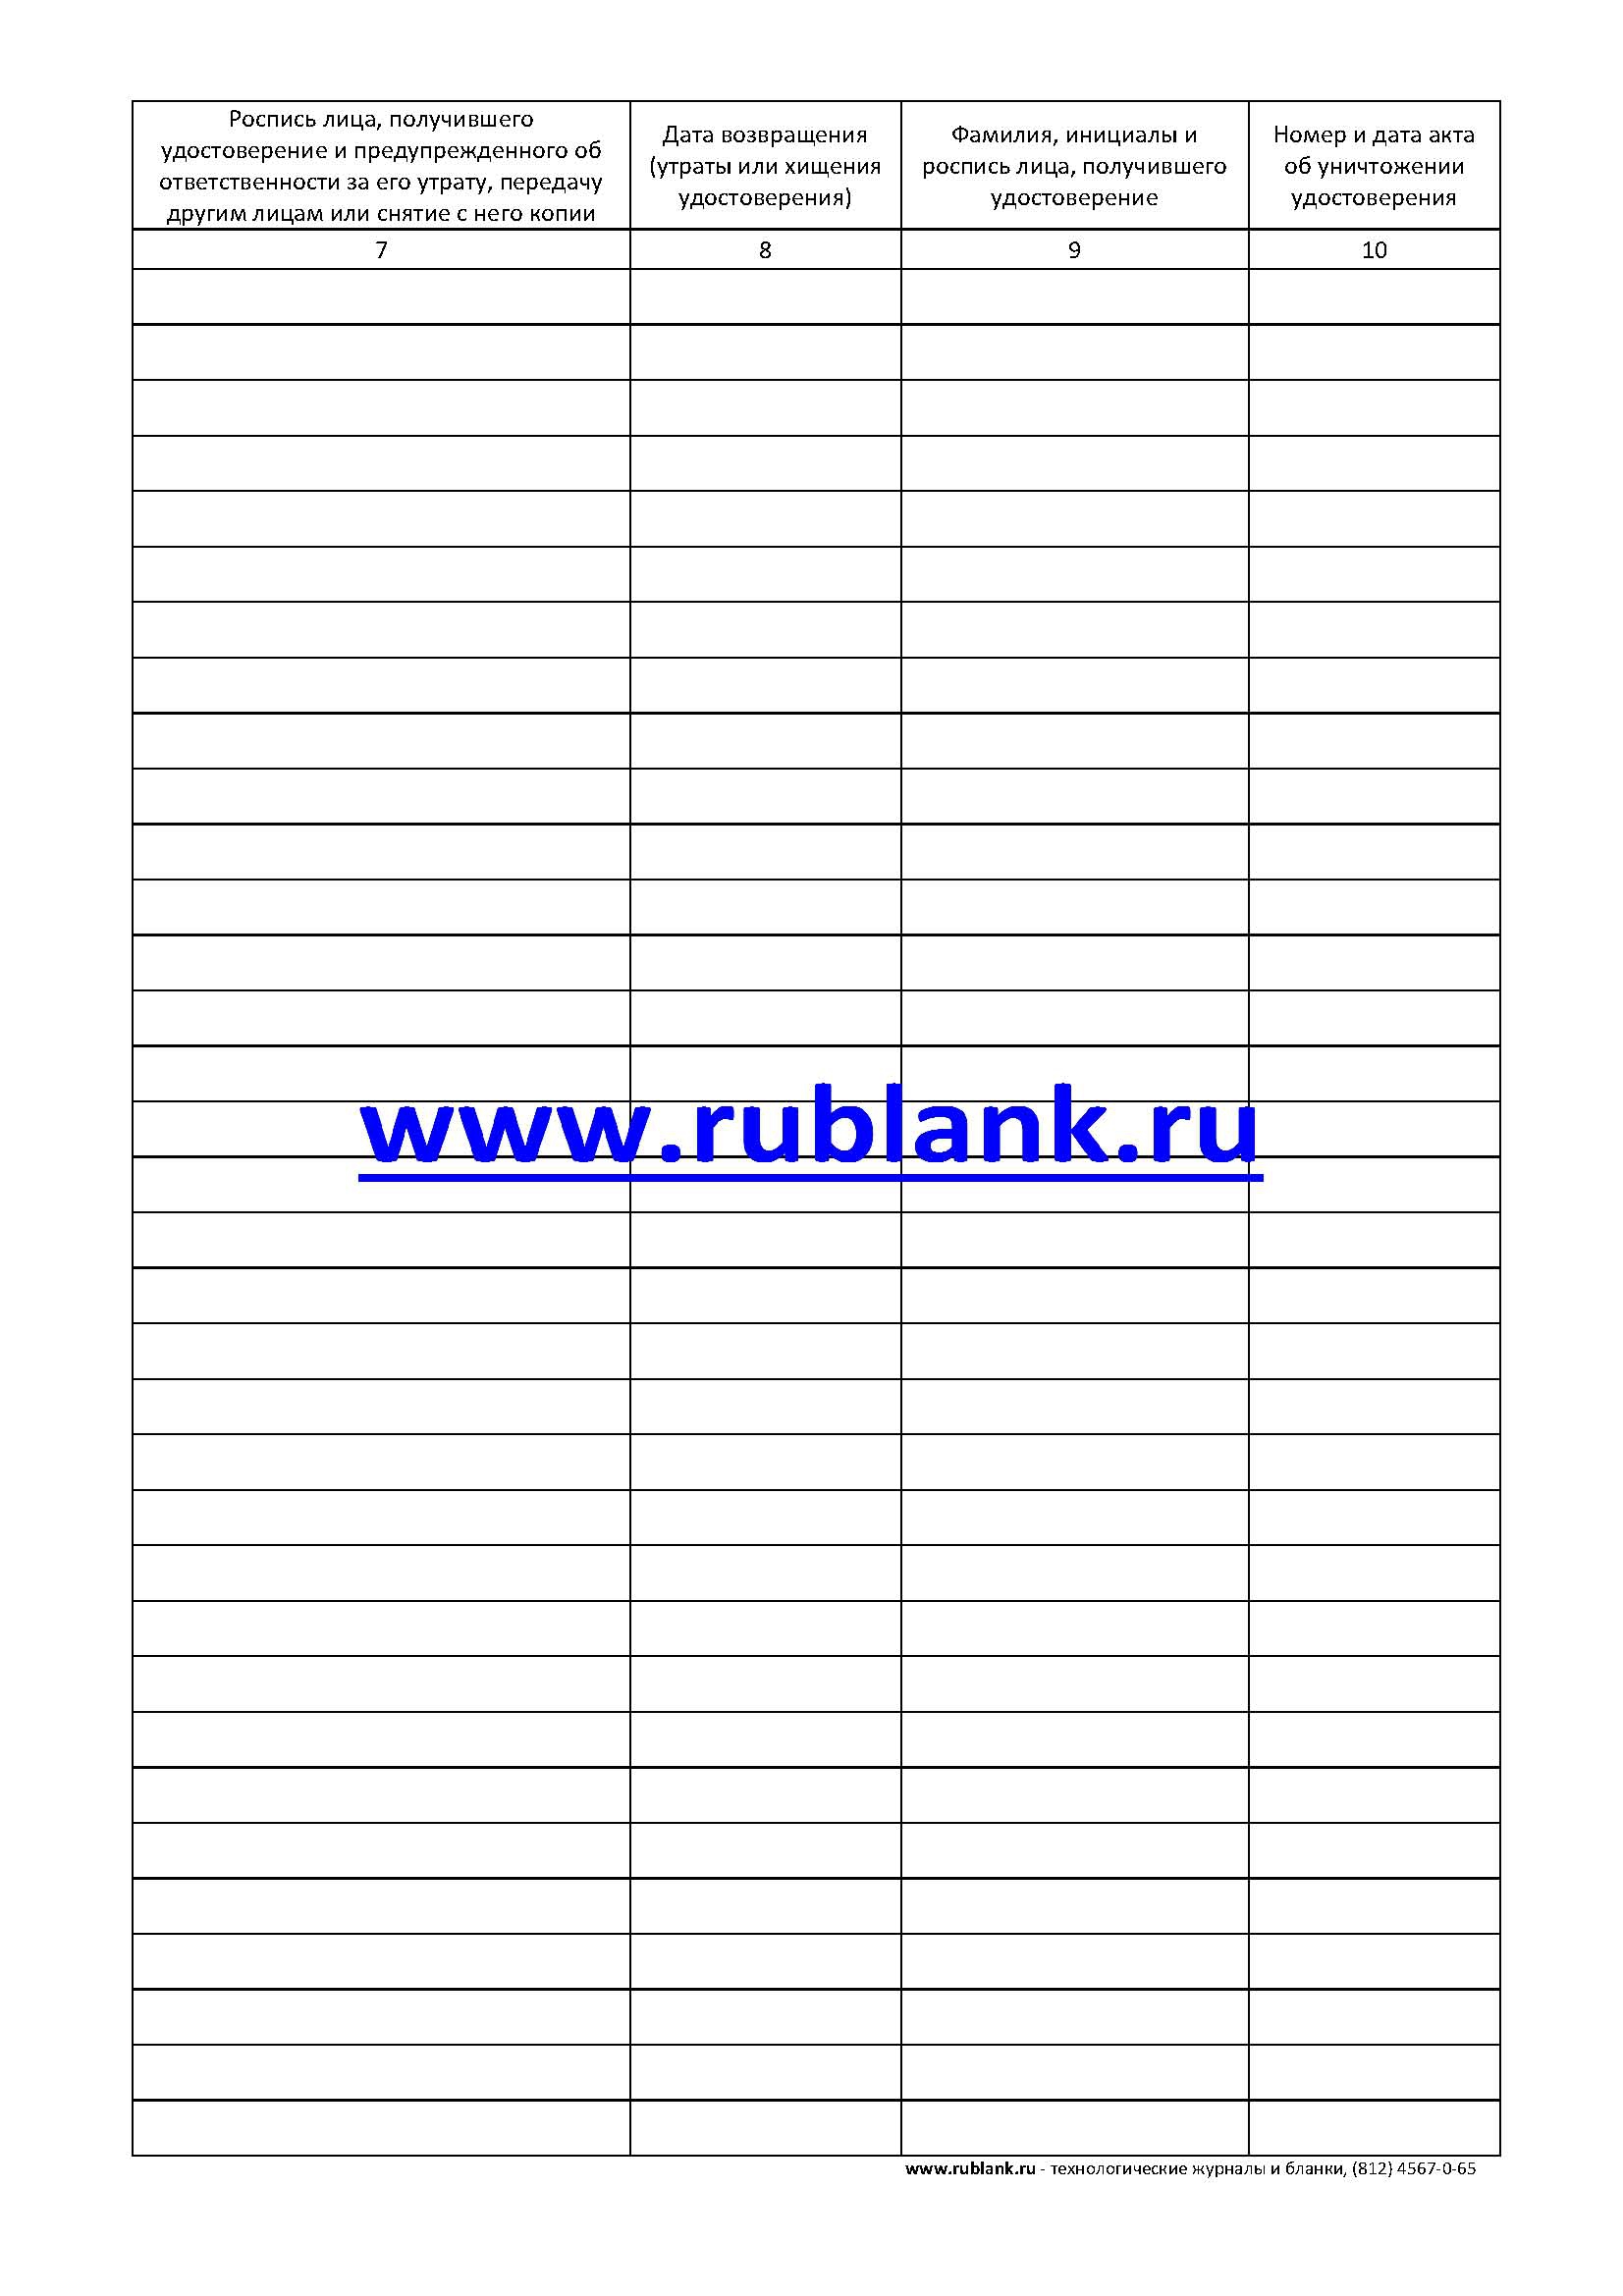 Роспись лица, получившего
удостоверение и предупрежденного об
ответственности за его утрату, передачу
другим лицам или снятие с него копии
Дата возвращения
(утраты или хищения
удостоверения)
Фамилия, инициалы и
роспись лица, получившего
удостоверение
Номер и дата акта
об уничтожении
удостоверения
7
8
9
10
www.rublank.ru
www.rublank.ru - технологические журналы и бланки, (812) 4567-0-65